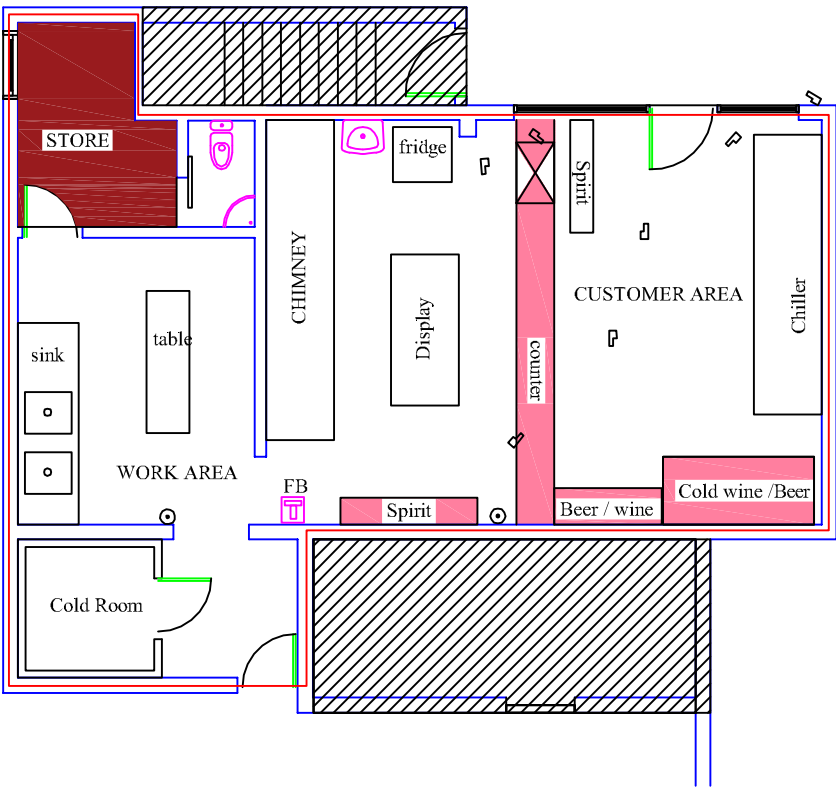 STORE
fridge
Spirit
CHIMNEY
CUSTOMER AREA
Chiller
Display
table
sink
counter
WORK AREA
FB
Spirit
Beer / wine
Cold wine /Beer
Cold Room